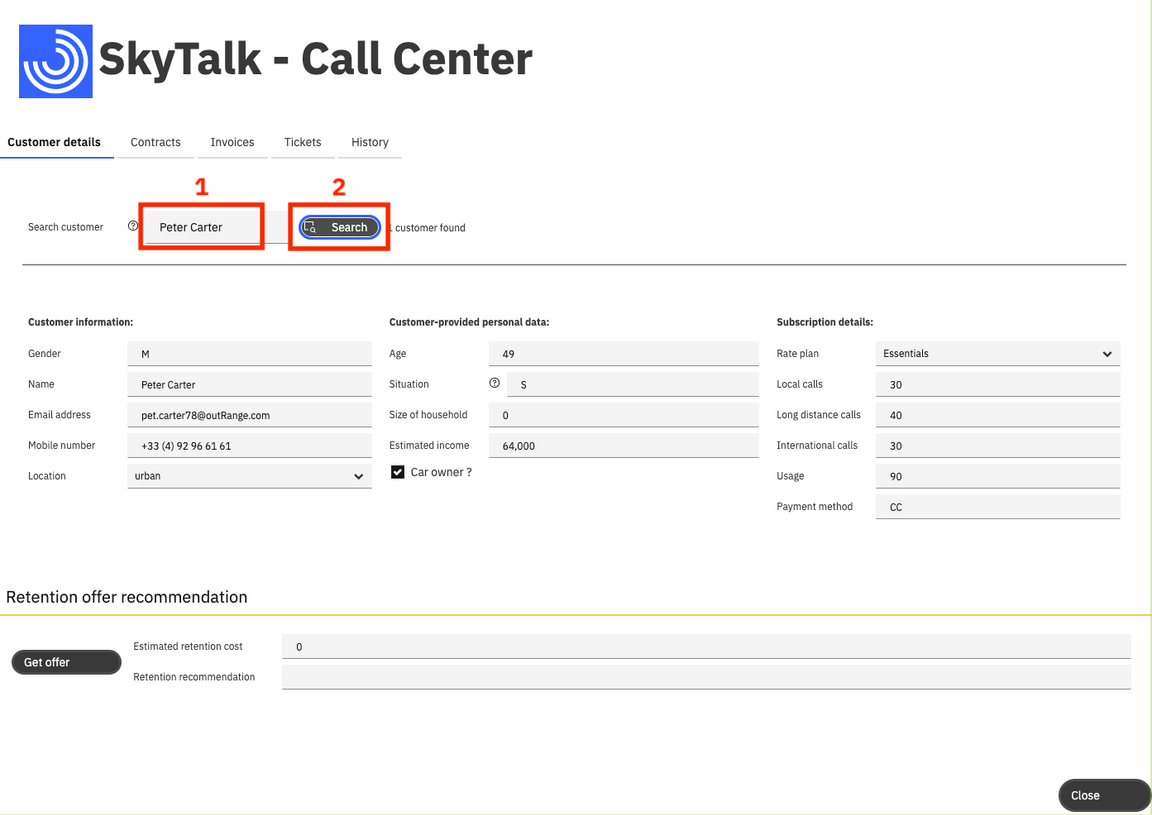 SkyTalk - Call Center
Customer details Contracts Invoices Tickets History
1 2
Search customer ? Peter Carter Search customer found
Customer information: Customer-provided personal data: Subscription details:
Gender M Age 49 Rate plan Essentials
Name Peter Carter Situation ? S Local calls 30
Email address pet.carter78@outRange.com Size of household 0 Long distance calls 40
Mobile number +33 (4) 92 96 61 61 Estimated income 64,000 International calls 30
Location urban Car owner ? Usage 90
Payment method CC
Retention offer recommendation
Estimated retention cost 0
Get offer
Retention recommendation
Close